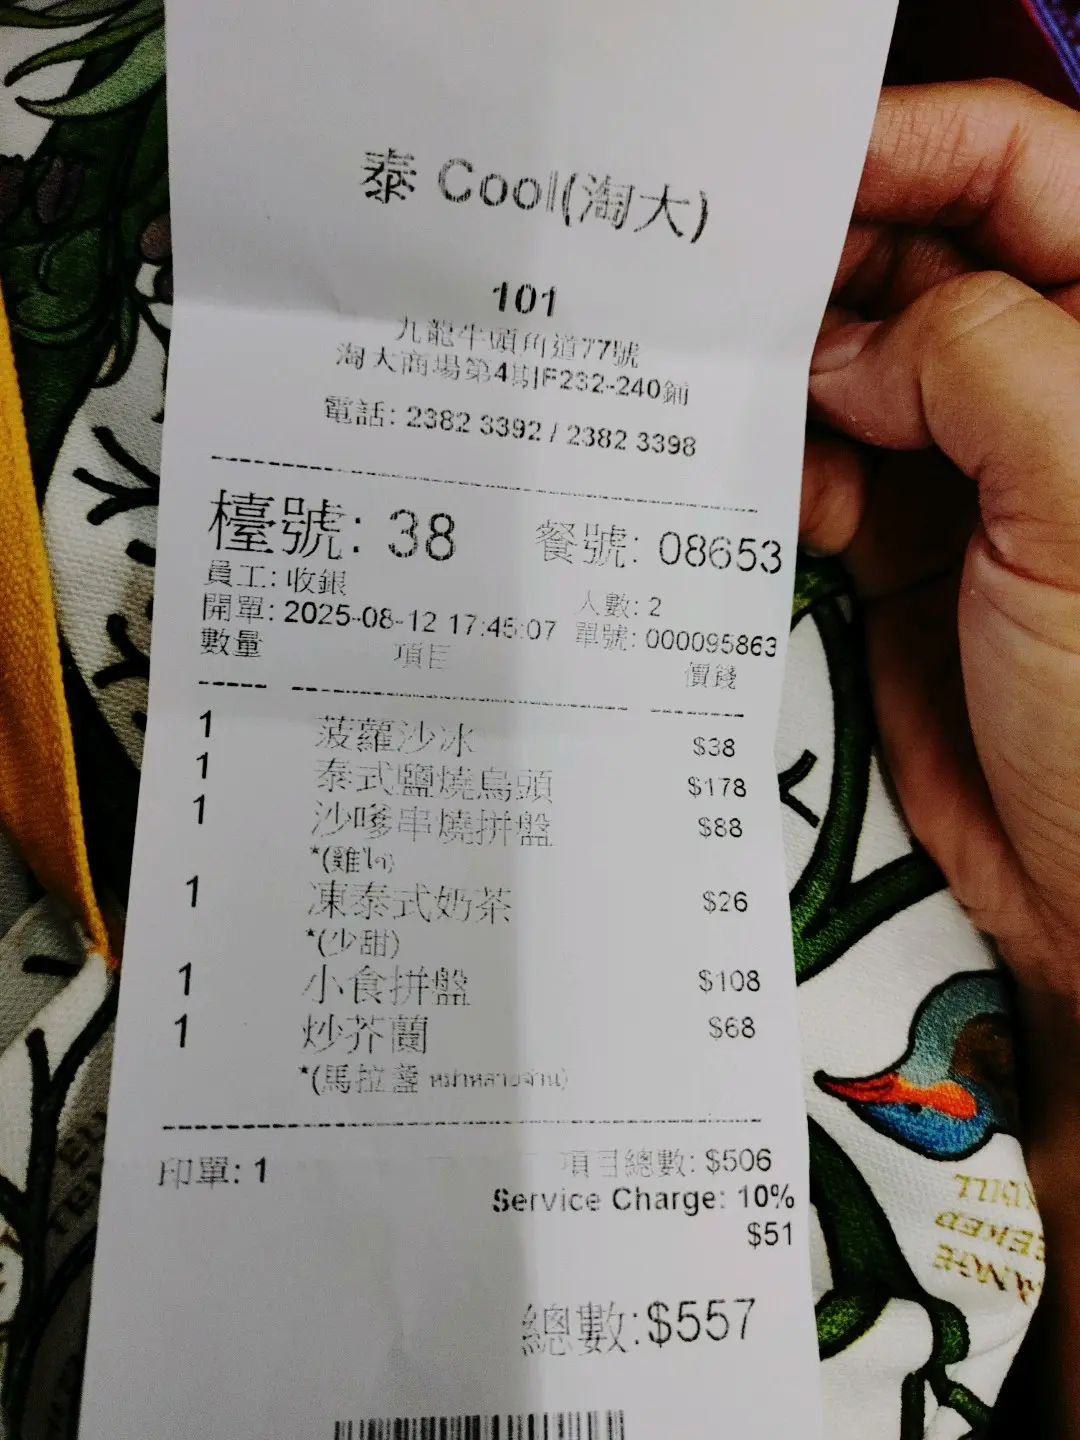 泰 Cool(淘大)
101
九龍牛頭角道77號
淘大商場第4期F232-240鋪
電話: 2382 3392 / 2382 3398
檯號: 38 餐號: 08653
員工: 收銀 人數: 2
開單: 2025-08-12 17:45:07 單號: 000095863
數量 項目 價錢
1 菠蘿沙冰 $38
1 泰式鹽燒烏頭 $178
1 沙嗲串燒拼盤 $88
*(雞ไก่)
1 凍泰式奶茶 $26
*(少甜)
1 小食拼盤 $108
1 炒芥蘭 $68
*(馬拉盞
印單: 1 項目總數: $506
Service Charge: 10%
$51
總數:$557